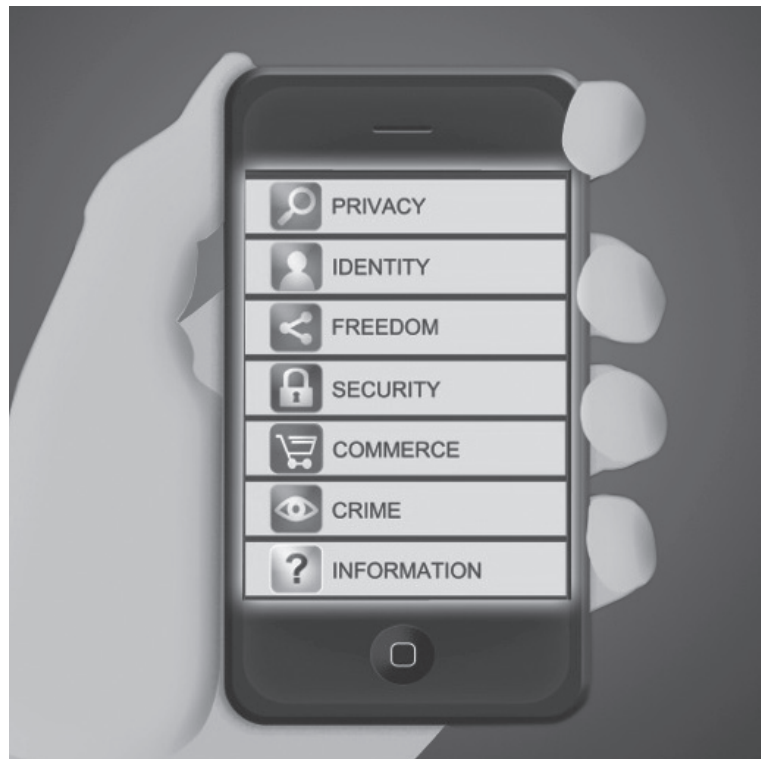 PRIVACY
IDENTITY
FREEDOM
SECURITY
COMMERCE
CRIME
? INFORMATION